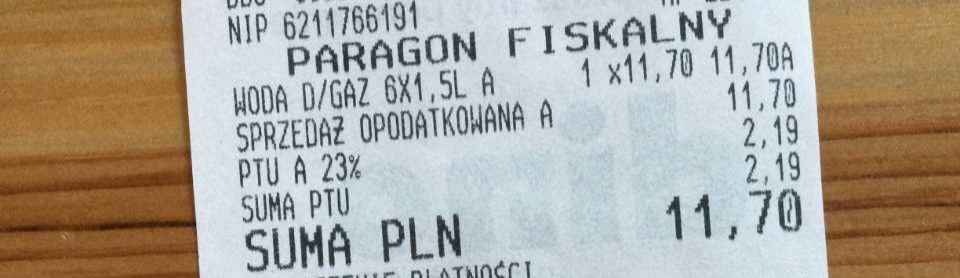 NIP 6211766191
PARAGON FISKALNY
WODA D/GAZ 6X1,5L A 1 x11,70 11,70A
SPRZEDAŻ OPODATKOWANA A 11,70
PTU A 23% 2,19
SUMA PTU 2,19
SUMA PLN 11,70
PŁATNOŚCI